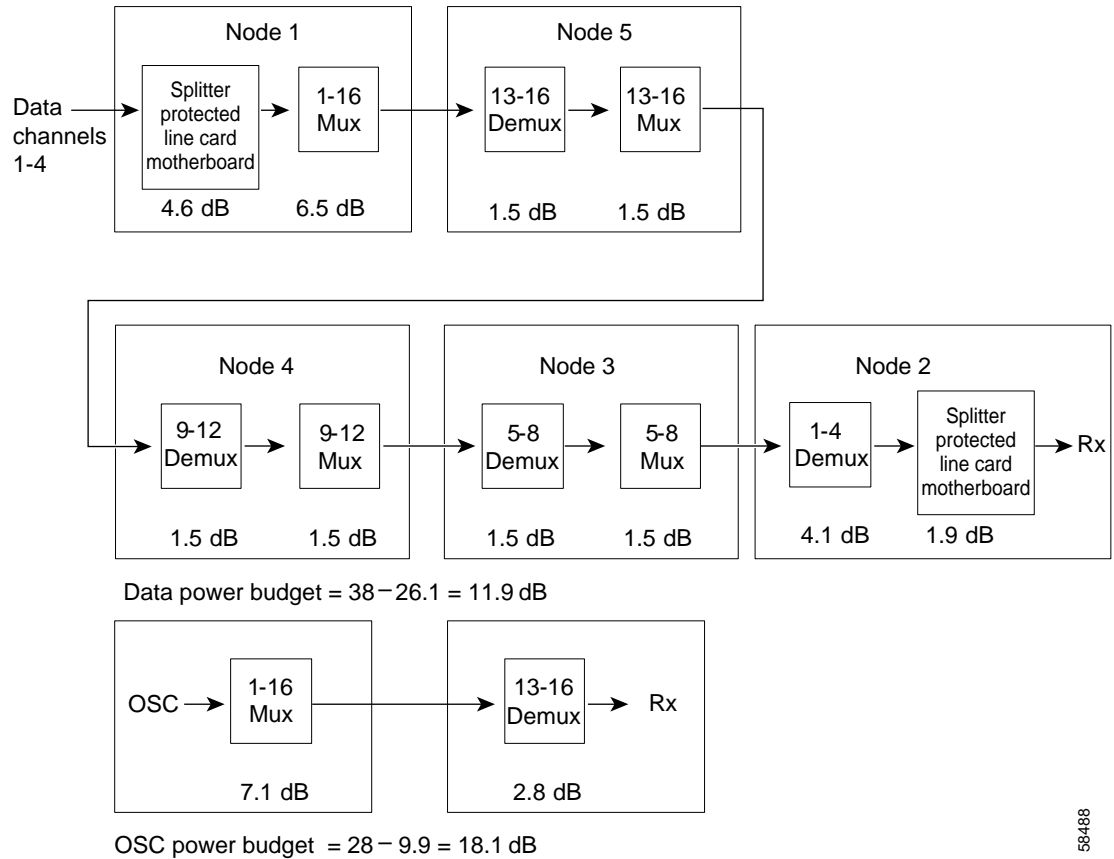 Node 1
Data
channels
1-4
Splitter
protected
line card
motherboard
1-16
Mux
4.6 dB
6.5 dB
Node 5
13-16
Demux
13-16
Mux
1.5 dB
1.5 dB
Node 4
9-12
Demux
9-12
Mux
1.5 dB
1.5 dB
Node 3
5-8
Demux
5-8
Mux
1.5 dB
1.5 dB
Node 2
1-4
Demux
Splitter
protected
line card
motherboard
Rx
4.1 dB
1.9 dB
Data power budget = 38 – 26.1 = 11.9 dB
OSC
1-16
Mux
7.1 dB
13-16
Demux
Rx
2.8 dB
OSC power budget = 28 – 9.9 = 18.1 dB
58488